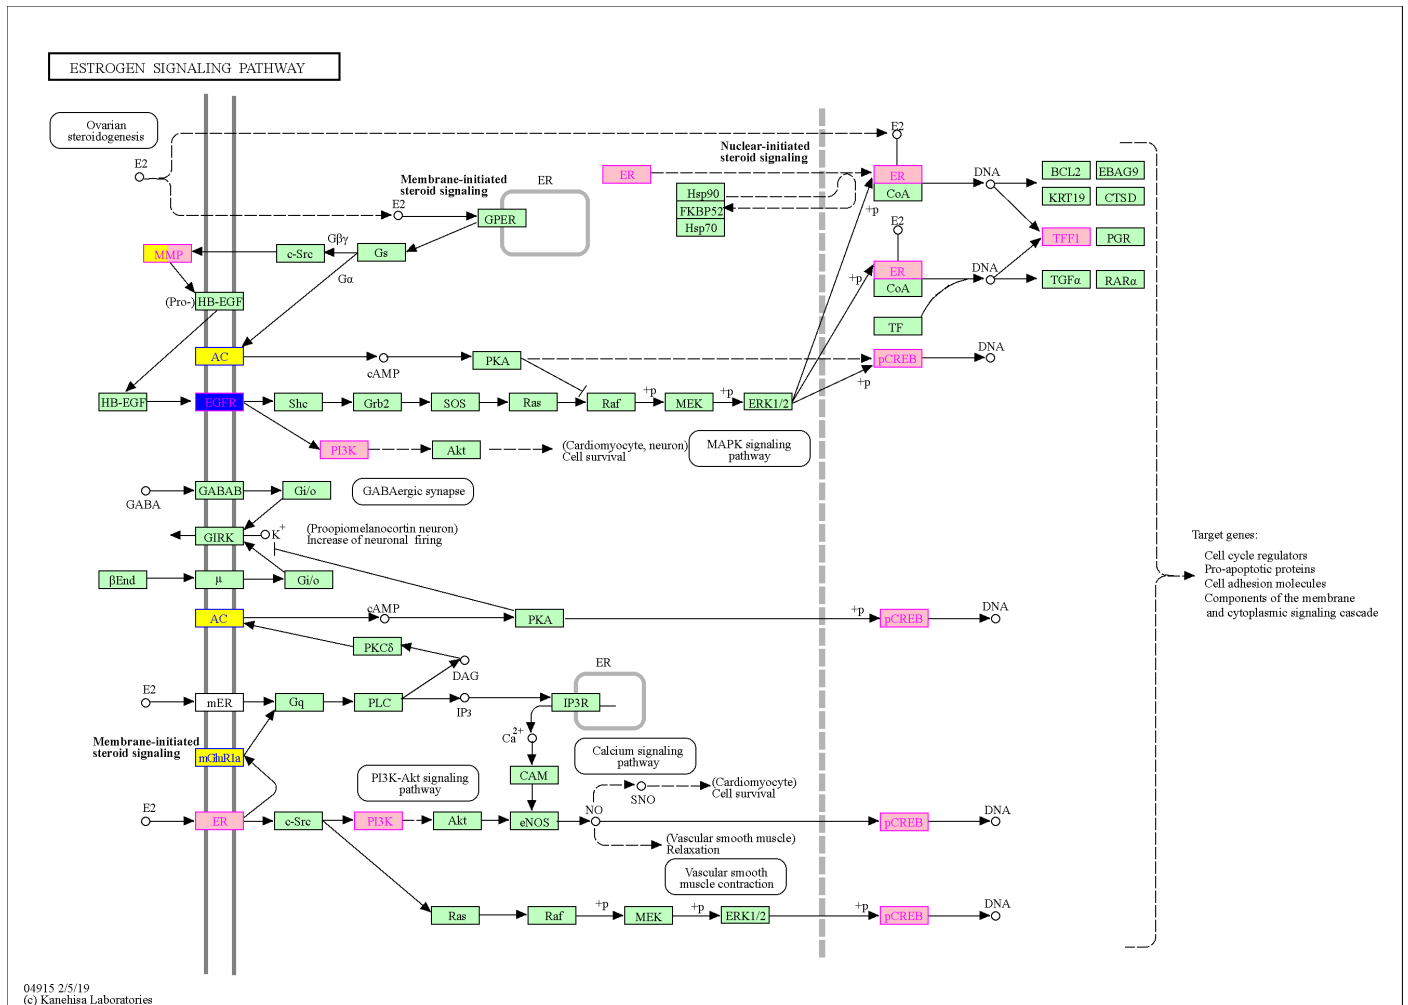 ESTROGEN SIGNALING PATHWAY
Ovarian
steroidogenesis
E2
E2
Nuclear-initiated
steroid signaling
ER
ER
CoA
DNA
BCL2
EBAG9
KRT19
CTSD
Membrane-initiated
steroid signaling
ER
Hsp90
FKBP52
Hsp70
E2
GPER
+p
E2
TFF1
PGR
MMP
c-Src
Gβγ
Gs
Gα
ER
CoA
DNA
+p
TGFα
RARα
(Pro-)
HB-EGF
TF
AC
cAMP
PKA
pCREB
DNA
+p
HB-EGF
EGFR
Shc
Grb2
SOS
Ras
Raf
+p
MEK
+p
ERK1/2
PI3K
Akt
(Cardiomyocyte, neuron)
Cell survival
MAPK signaling
pathway
GABA
GABAB
Gi/o
GABAergic synapse
GIRK
K+
(Proopiomelanocortin neuron)
Increase of neuronal firing
Target genes:
Cell cycle regulators
Pro-apoptotic proteins
Cell adhesion molecules
Components of the membrane
and cytoplasmic signaling cascade
βEnd
μ
Gi/o
AC
cAMP
PKA
+p
pCREB
DNA
PKCδ
DAG
ER
E2
mER
Gq
PLC
IP3
IP3R
Ca2+
Membrane-initiated
steroid signaling
mGluR1a
Calcium signaling
pathway
CAM
PI3K-Akt signaling
pathway
SNO
(Cardiomyocyte)
Cell survival
E2
ER
c-Src
PI3K
Akt
eNOS
NO
pCREB
DNA
(Vascular smooth muscle)
Relaxation
Vascular smooth
muscle contraction
Ras
Raf
+p
MEK
+p
ERK1/2
+p
pCREB
DNA
04915 2/5/19
(c) Kanehisa Laboratories